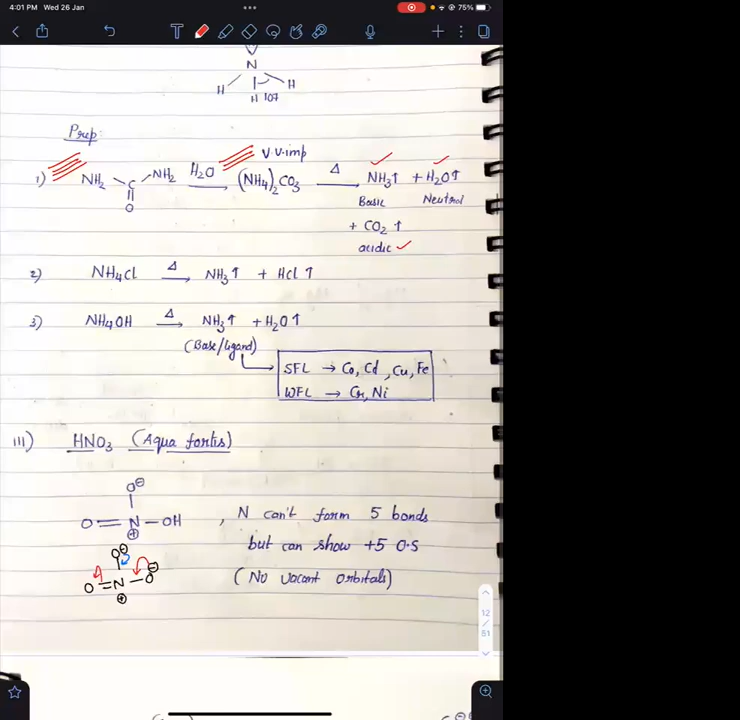 4:01 PM Wed 26 Jan
75%
N
H H
H 107
Prep:
V.V.imp
1) NH2 C NH2 H2O → (NH4)2CO3 Δ → NH3↑ + H2O↑
O
Basic Neutral
+ CO2 ↑
acidic
2) NH4Cl Δ → NH3↑ + HCl ↑
3) NH4OH Δ → NH3↑ + H2O↑
(Base/ligand)
SFL → Co, Cd, Cu, Fe
WFL → Cr, Ni
III) HNO3 (Aqua fortis)
O⊖
O = N — OH , N can't form 5 bonds
⊕
but can show +5 O.S
O⊖
O = N — O⊖ (No vacant orbitals)
⊕
12
/
51